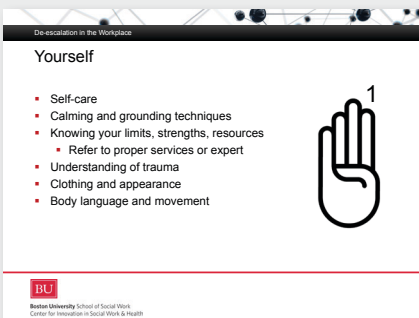 De-escalation in the Workplace
Yourself
Self-care
Calming and grounding techniques
Knowing your limits, strengths, resources
Refer to proper services or expert
Understanding of trauma
Clothing and appearance
Body language and movement
1
BU
Boston University School of Social Work
Center for Innovation in Social Work & Health